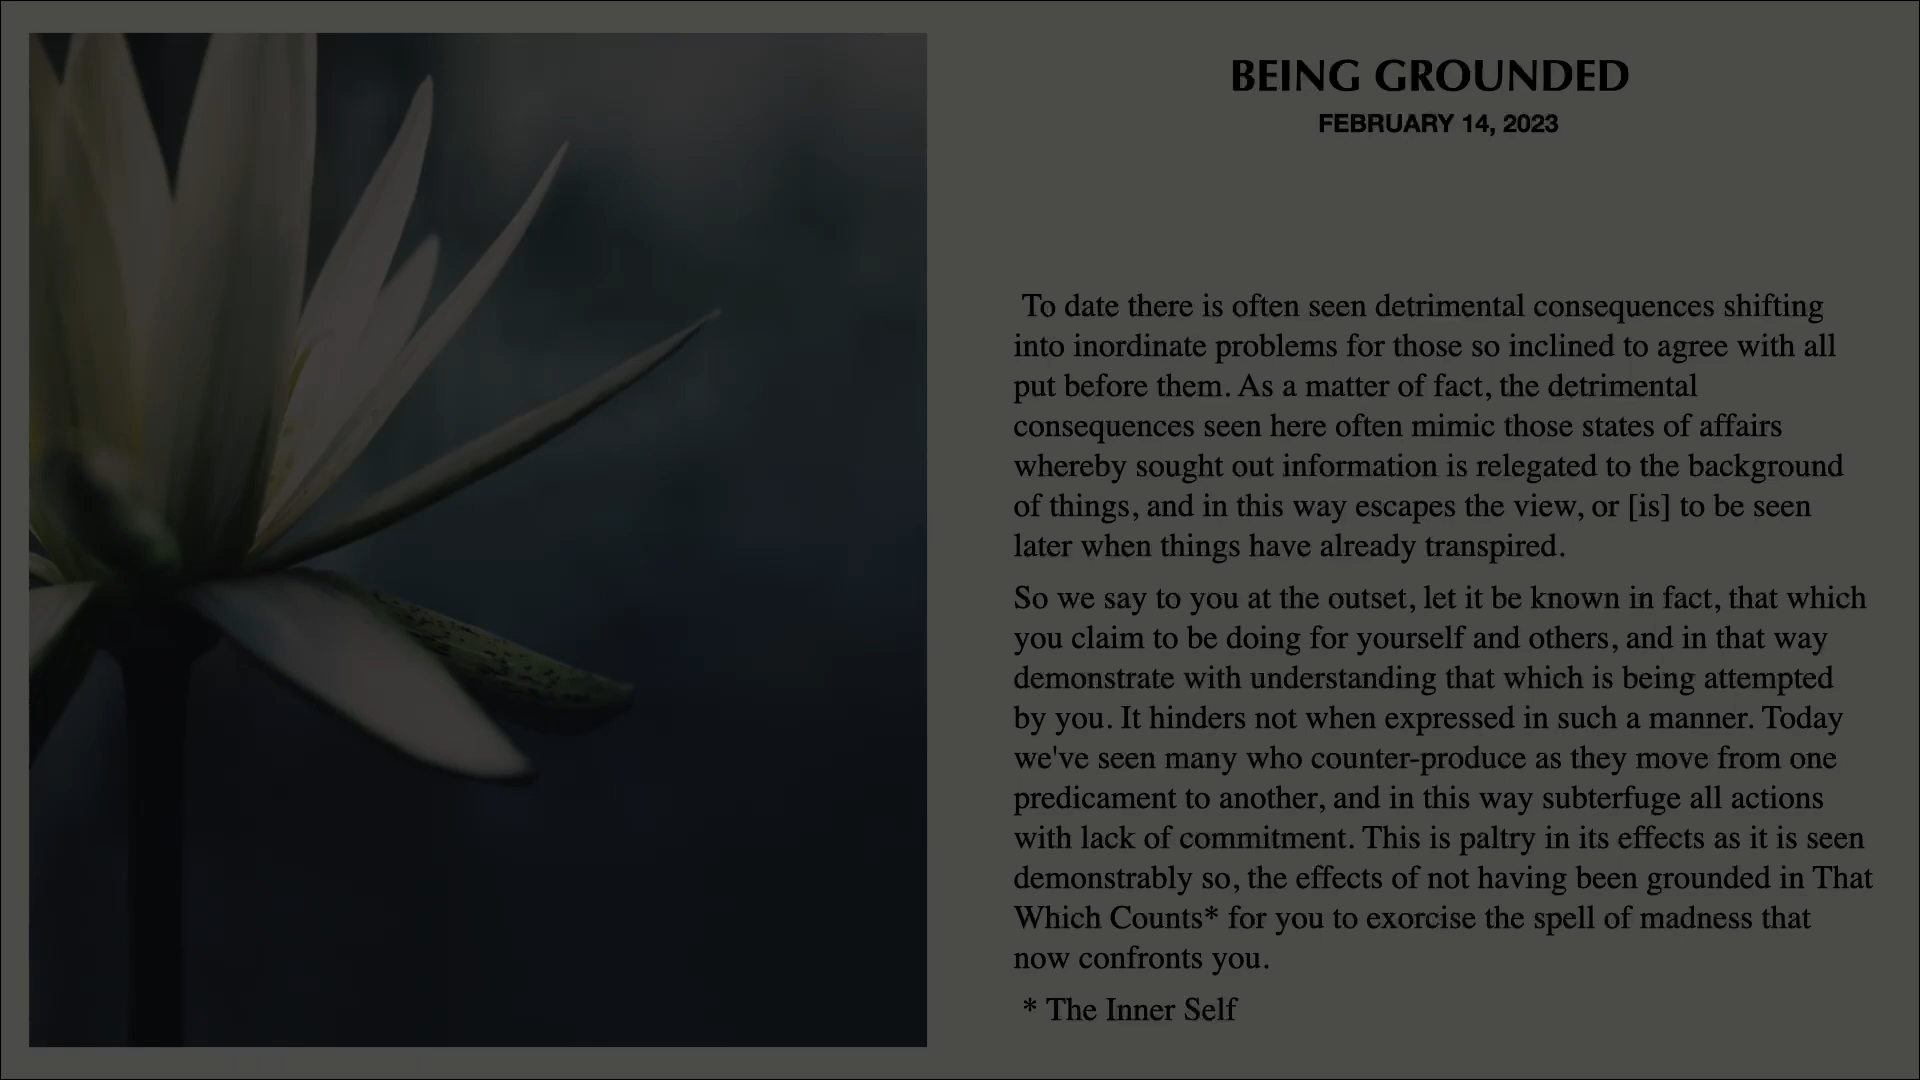 BEING GROUNDED
FEBRUARY 14, 2023
To date there is often seen detrimental consequences shifting
into inordinate problems for those so inclined to agree with all
put before them. As a matter of fact, the detrimental
consequences seen here often mimic those states of affairs
whereby sought out information is relegated to the background
of things, and in this way escapes the view, or [is] to be seen
later when things have already transpired.
So we say to you at the outset, let it be known in fact, that which
you claim to be doing for yourself and others, and in that way
demonstrate with understanding that which is being attempted
by you. It hinders not when expressed in such a manner. Today
we've seen many who counter-produce as they move from one
predicament to another, and in this way subterfuge all actions
with lack of commitment. This is paltry in its effects as it is seen
demonstrably so, the effects of not having been grounded in That
Which Counts* for you to exorcise the spell of madness that
now confronts you.
* The Inner Self